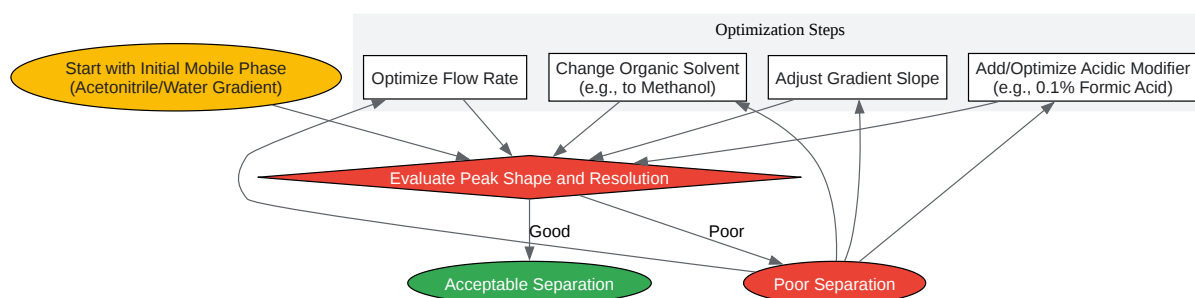 Optimization Steps
Start with Initial Mobile Phase
(Acetonitrile/Water Gradient)
Optimize Flow Rate
Change Organic Solvent
(e.g., to Methanol)
Adjust Gradient Slope
Add/Optimize Acidic Modifier
(e.g., 0.1% Formic Acid)
Evaluate Peak Shape and Resolution
Good
Poor
Acceptable Separation
Poor Separation